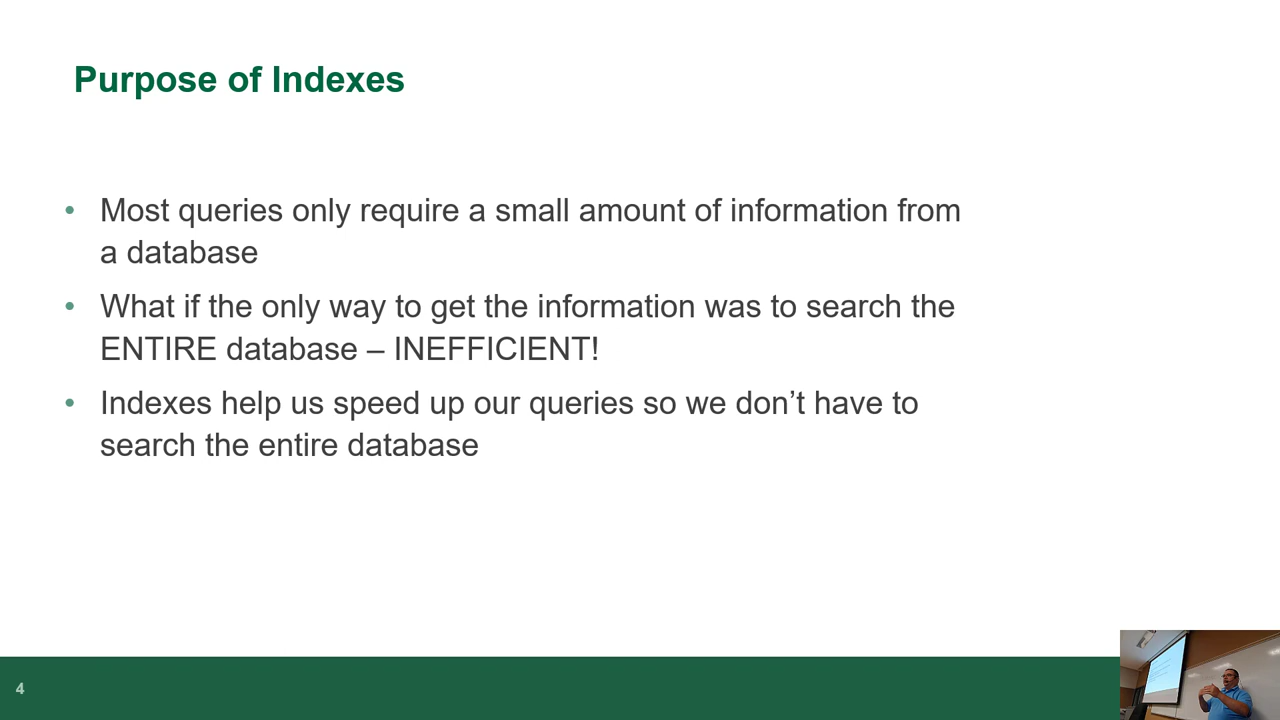 Purpose of Indexes
• Most queries only require a small amount of information from
a database
• What if the only way to get the information was to search the
ENTIRE database – INEFFICIENT!
• Indexes help us speed up our queries so we don’t have to
search the entire database
4